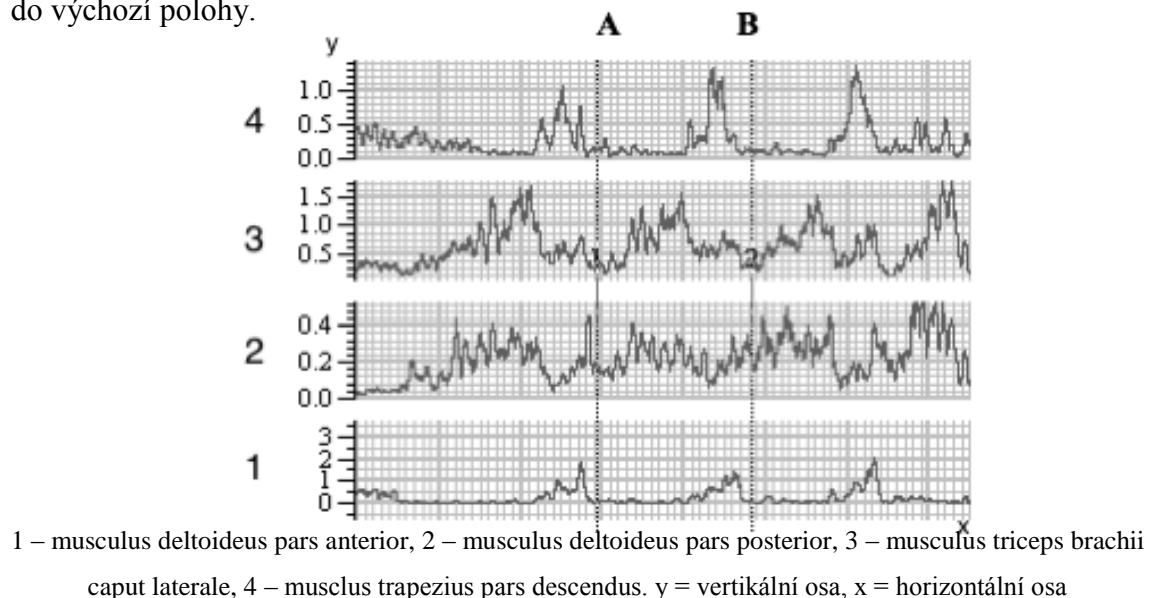 do výchozí polohy.
A B
y
4 1.0 0.5 0.0
3 1.5 1.0 0.5 1 2
2 0.4 0.2 0.0
1 3 2 1 0
x
1 – musculus deltoideus pars anterior, 2 – musculus deltoideus pars posterior, 3 – musculus triceps brachii
caput laterale, 4 – musclus trapezius pars descendus. y = vertikální osa, x = horizontální osa